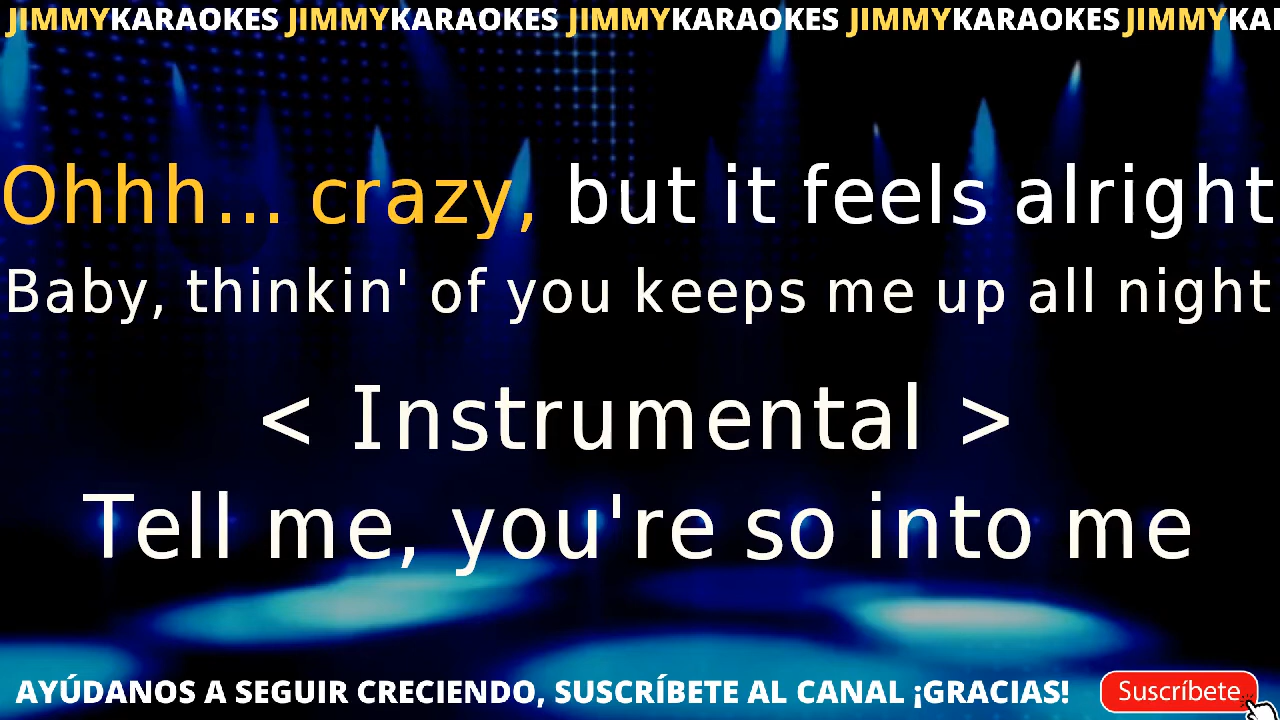 JIMMYKARAOKES JIMMYKARAOKES JIMMYKARAOKES JIMMYKARAOKES JIMMYKA
Ohhh... crazy, but it feels alright
Baby, thinkin' of you keeps me up all night
< Instrumental >
Tell me, you're so into me
AYÚDANOS A SEGUIR CRECIENDO, SUSCRÍBETE AL CANAL ¡GRACIAS!
Suscríbete